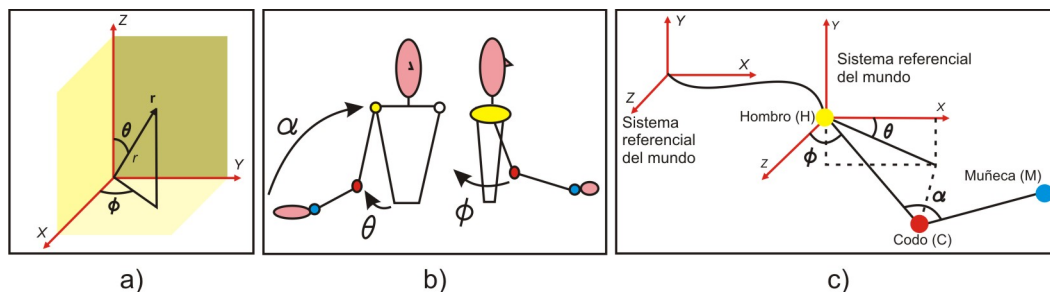 Z
r
θ
r
Y
ϕ
X
a)
α
θ
ϕ
b)
Y
X
Z
Sistema
referencial
del mundo
Y
Sistema referencial
del mundo
Hombro (H)
X
θ
Z
ϕ
Muñeca (M)
α
Codo (C)
c)